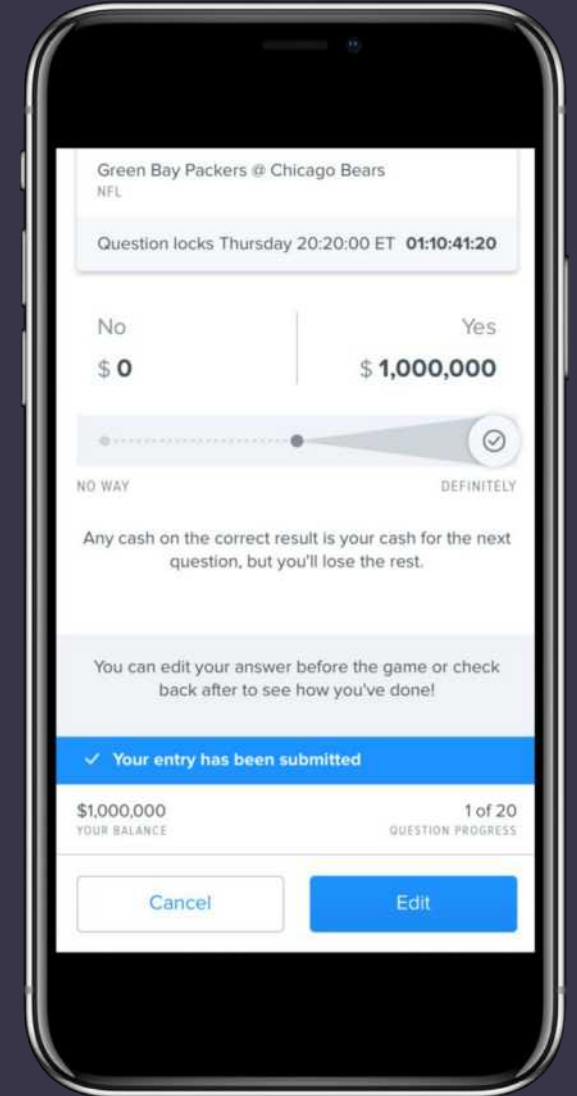 Green Bay Packers @ Chicago Bears
NFL
Question locks Thursday 20:20:00 ET 01:10:41:20
No Yes
$ 0 $ 1,000,000
NO WAY DEFINITELY
Any cash on the correct result is your cash for the next
question, but you'll lose the rest.
You can edit your answer before the game or check
back after to see how you've done!
Your entry has been submitted
$1,000,000 1 of 20
YOUR BALANCE QUESTION PROGRESS
Cancel Edit